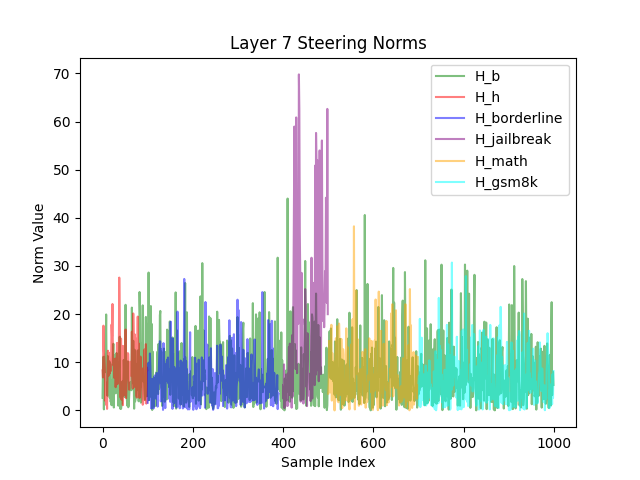 Layer 7 Steering Norms
Norm Value
70
60
50
40
30
20
10
0
H_b
H_h
H_borderline
H_jailbreak
H_math
H_gsm8k
0
200
400
600
800
1000
Sample Index